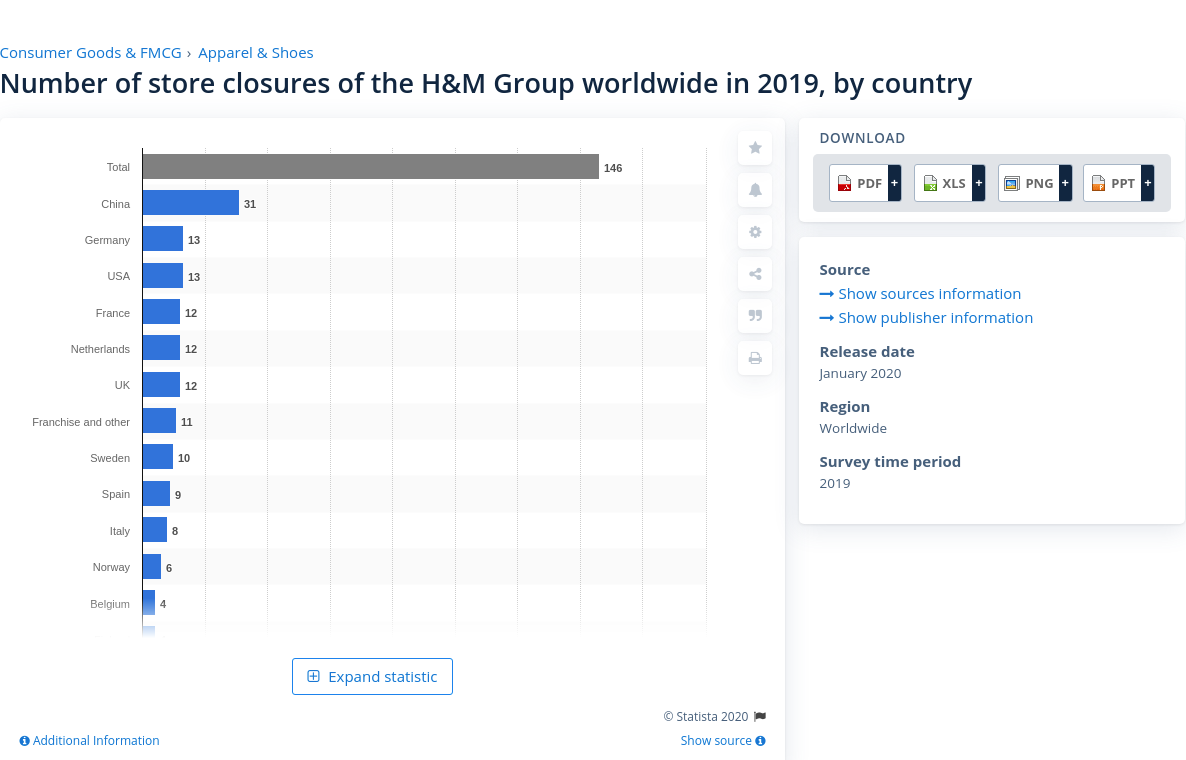 Consumer Goods & FMCG › Apparel & Shoes
Number of store closures of the H&M Group worldwide in 2019, by country
Total 146
China 31
Germany 13
USA 13
France 12
Netherlands 12
UK 12
Franchise and other 11
Sweden 10
Spain 9
Italy 8
Norway 6
Belgium 4
Expand statistic
© Statista 2020
Additional Information
Show source
DOWNLOAD
PDF + XLS + PNG + PPT +
Source
Show sources information
Show publisher information
Release date
January 2020
Region
Worldwide
Survey time period
2019